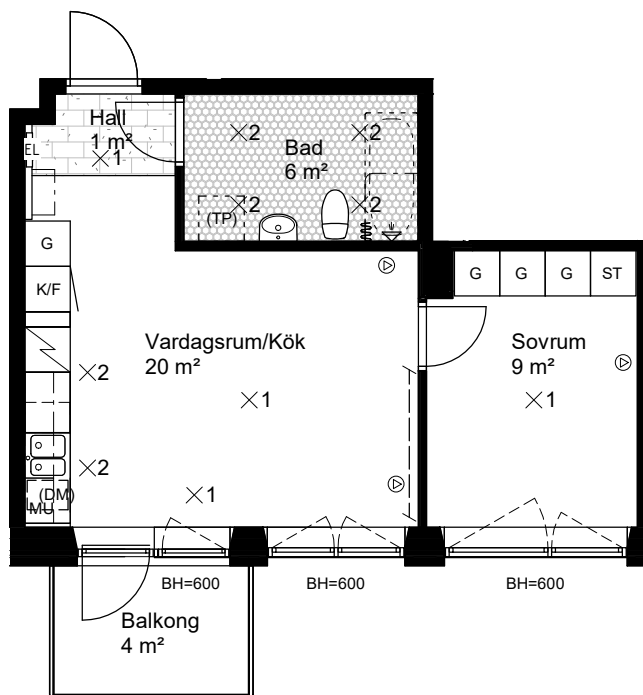 Hall
1 m²
EL
1
2
2
Bad
6 m²
2
2
(TP)
G
K/F
G
G
G
ST
Vardagsrum/Kök
20 m²
Sovrum
9 m²
2
1
1
2
1
(DM)
MU
BH=600
BH=600
BH=600
Balkong
4 m²